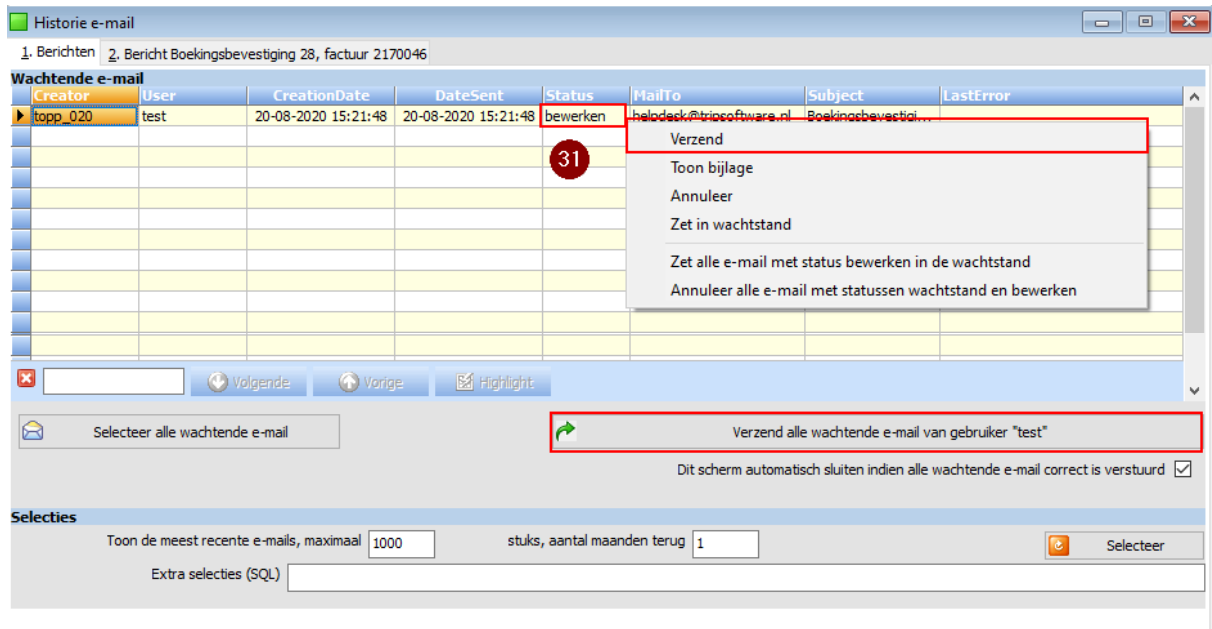 Historie e-mail
1. Berichten 2. Bericht Boekingsbevestiging 28, factuur 2170046
Wachtende e-mail
Creator User CreationDate DateSent Status MailTo Subject LastError
topp_020 test 20-08-2020 15:21:48 20-08-2020 15:21:48 bewerken helpdesk@tripsoftware.nl Boekingsbevestigi...
31
Verzend
Toon bijlage
Annuleer
Zet in wachtstand
Zet alle e-mail met status bewerken in de wachtstand
Annuleer alle e-mail met statussen wachtstand en bewerken
Volgende Vorige Highlight
Selecteer alle wachtende e-mail Verzend alle wachtende e-mail van gebruiker "test"
Dit scherm automatisch sluiten indien alle wachtende e-mail correct is verstuurd
Selecties
Toon de meest recente e-mails, maximaal 1000 stuks, aantal maanden terug 1 Selecteer
Extra selecties (SQL)